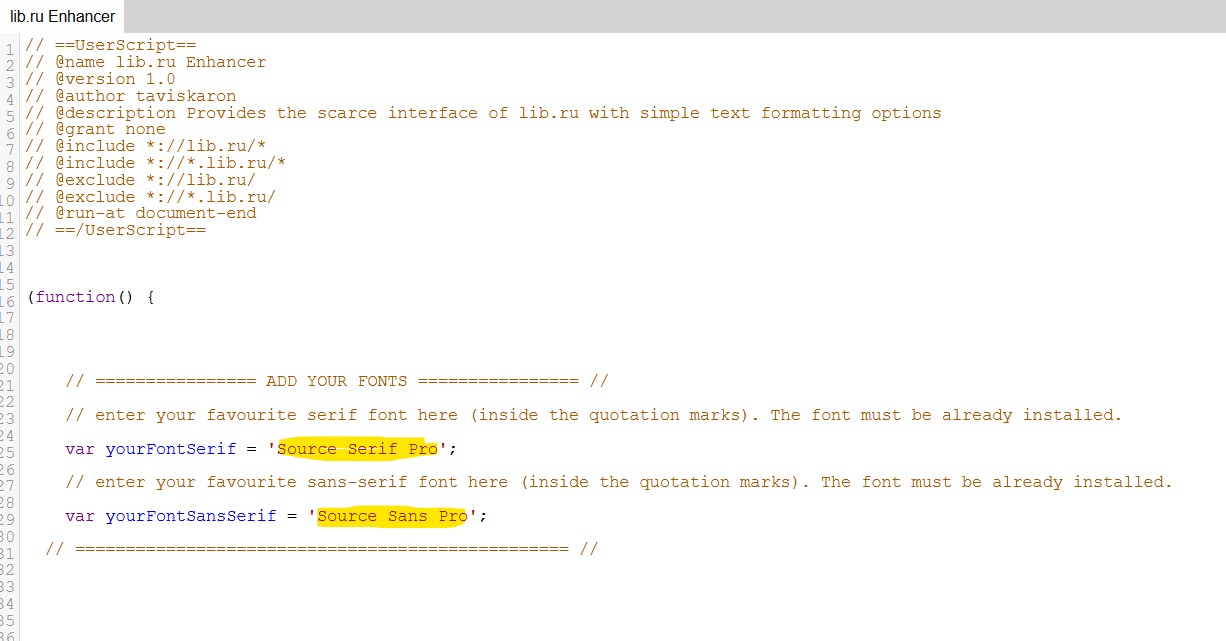 lib.ru Enhancer
1 // ==UserScript==
2 // @name lib.ru Enhancer
3 // @version 1.0
4 // @author taviskaron
5 // @description Provides the scarce interface of lib.ru with simple text formatting options
6 // @grant none
7 // @include *://lib.ru/*
8 // @include *://*.lib.ru/*
9 // @exclude *://lib.ru/
10 // @exclude *://*.lib.ru/
11 // @run-at document-end
12 // ==/UserScript==
13
14
15
16 (function() {
17
18
19
20
21 // ================ ADD YOUR FONTS ================ //
22
23 // enter your favourite serif font here (inside the quotation marks). The font must be already installed.
24
25 var yourFontSerif = 'Source Serif Pro';
26
27 // enter your favourite sans-serif font here (inside the quotation marks). The font must be already installed.
28
29 var yourFontSansSerif = 'Source Sans Pro';
30
31 // ================================================= //
32
33
34
35
36